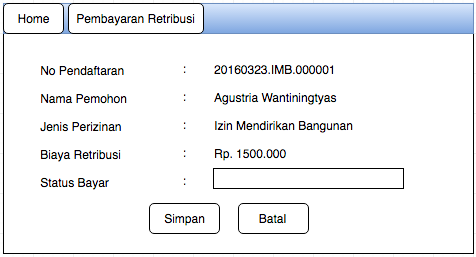 Home Pembayaran Retribusi
No Pendaftaran : 20160323.IMB.000001
Nama Pemohon : Agustria Wantiningtyas
Jenis Perizinan : Izin Mendirikan Bangunan
Biaya Retribusi : Rp. 1500.000
Status Bayar :
Simpan Batal